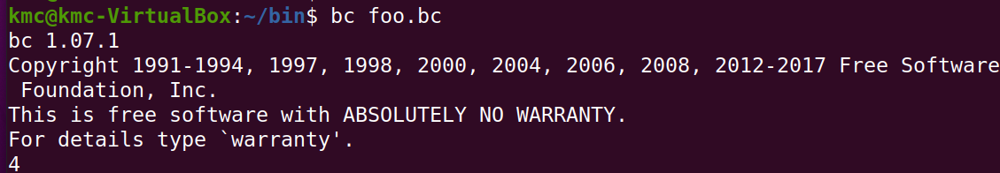 kmc@kmc-VirtualBox:~/bin$ bc foo.bc
bc 1.07.1
Copyright 1991-1994, 1997, 1998, 2000, 2004, 2006, 2008, 2012-2017 Free Software
 Foundation, Inc.
This is free software with ABSOLUTELY NO WARRANTY.
For details type `warranty'.
4